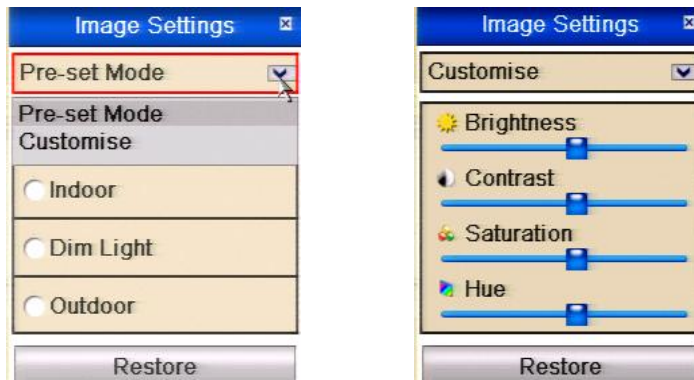 Image Settings
Pre-set Mode
Pre-set Mode
Customise
Indoor
Dim Light
Outdoor
Restore
Image Settings
Customise
Brightness
Contrast
Saturation
Hue
Restore